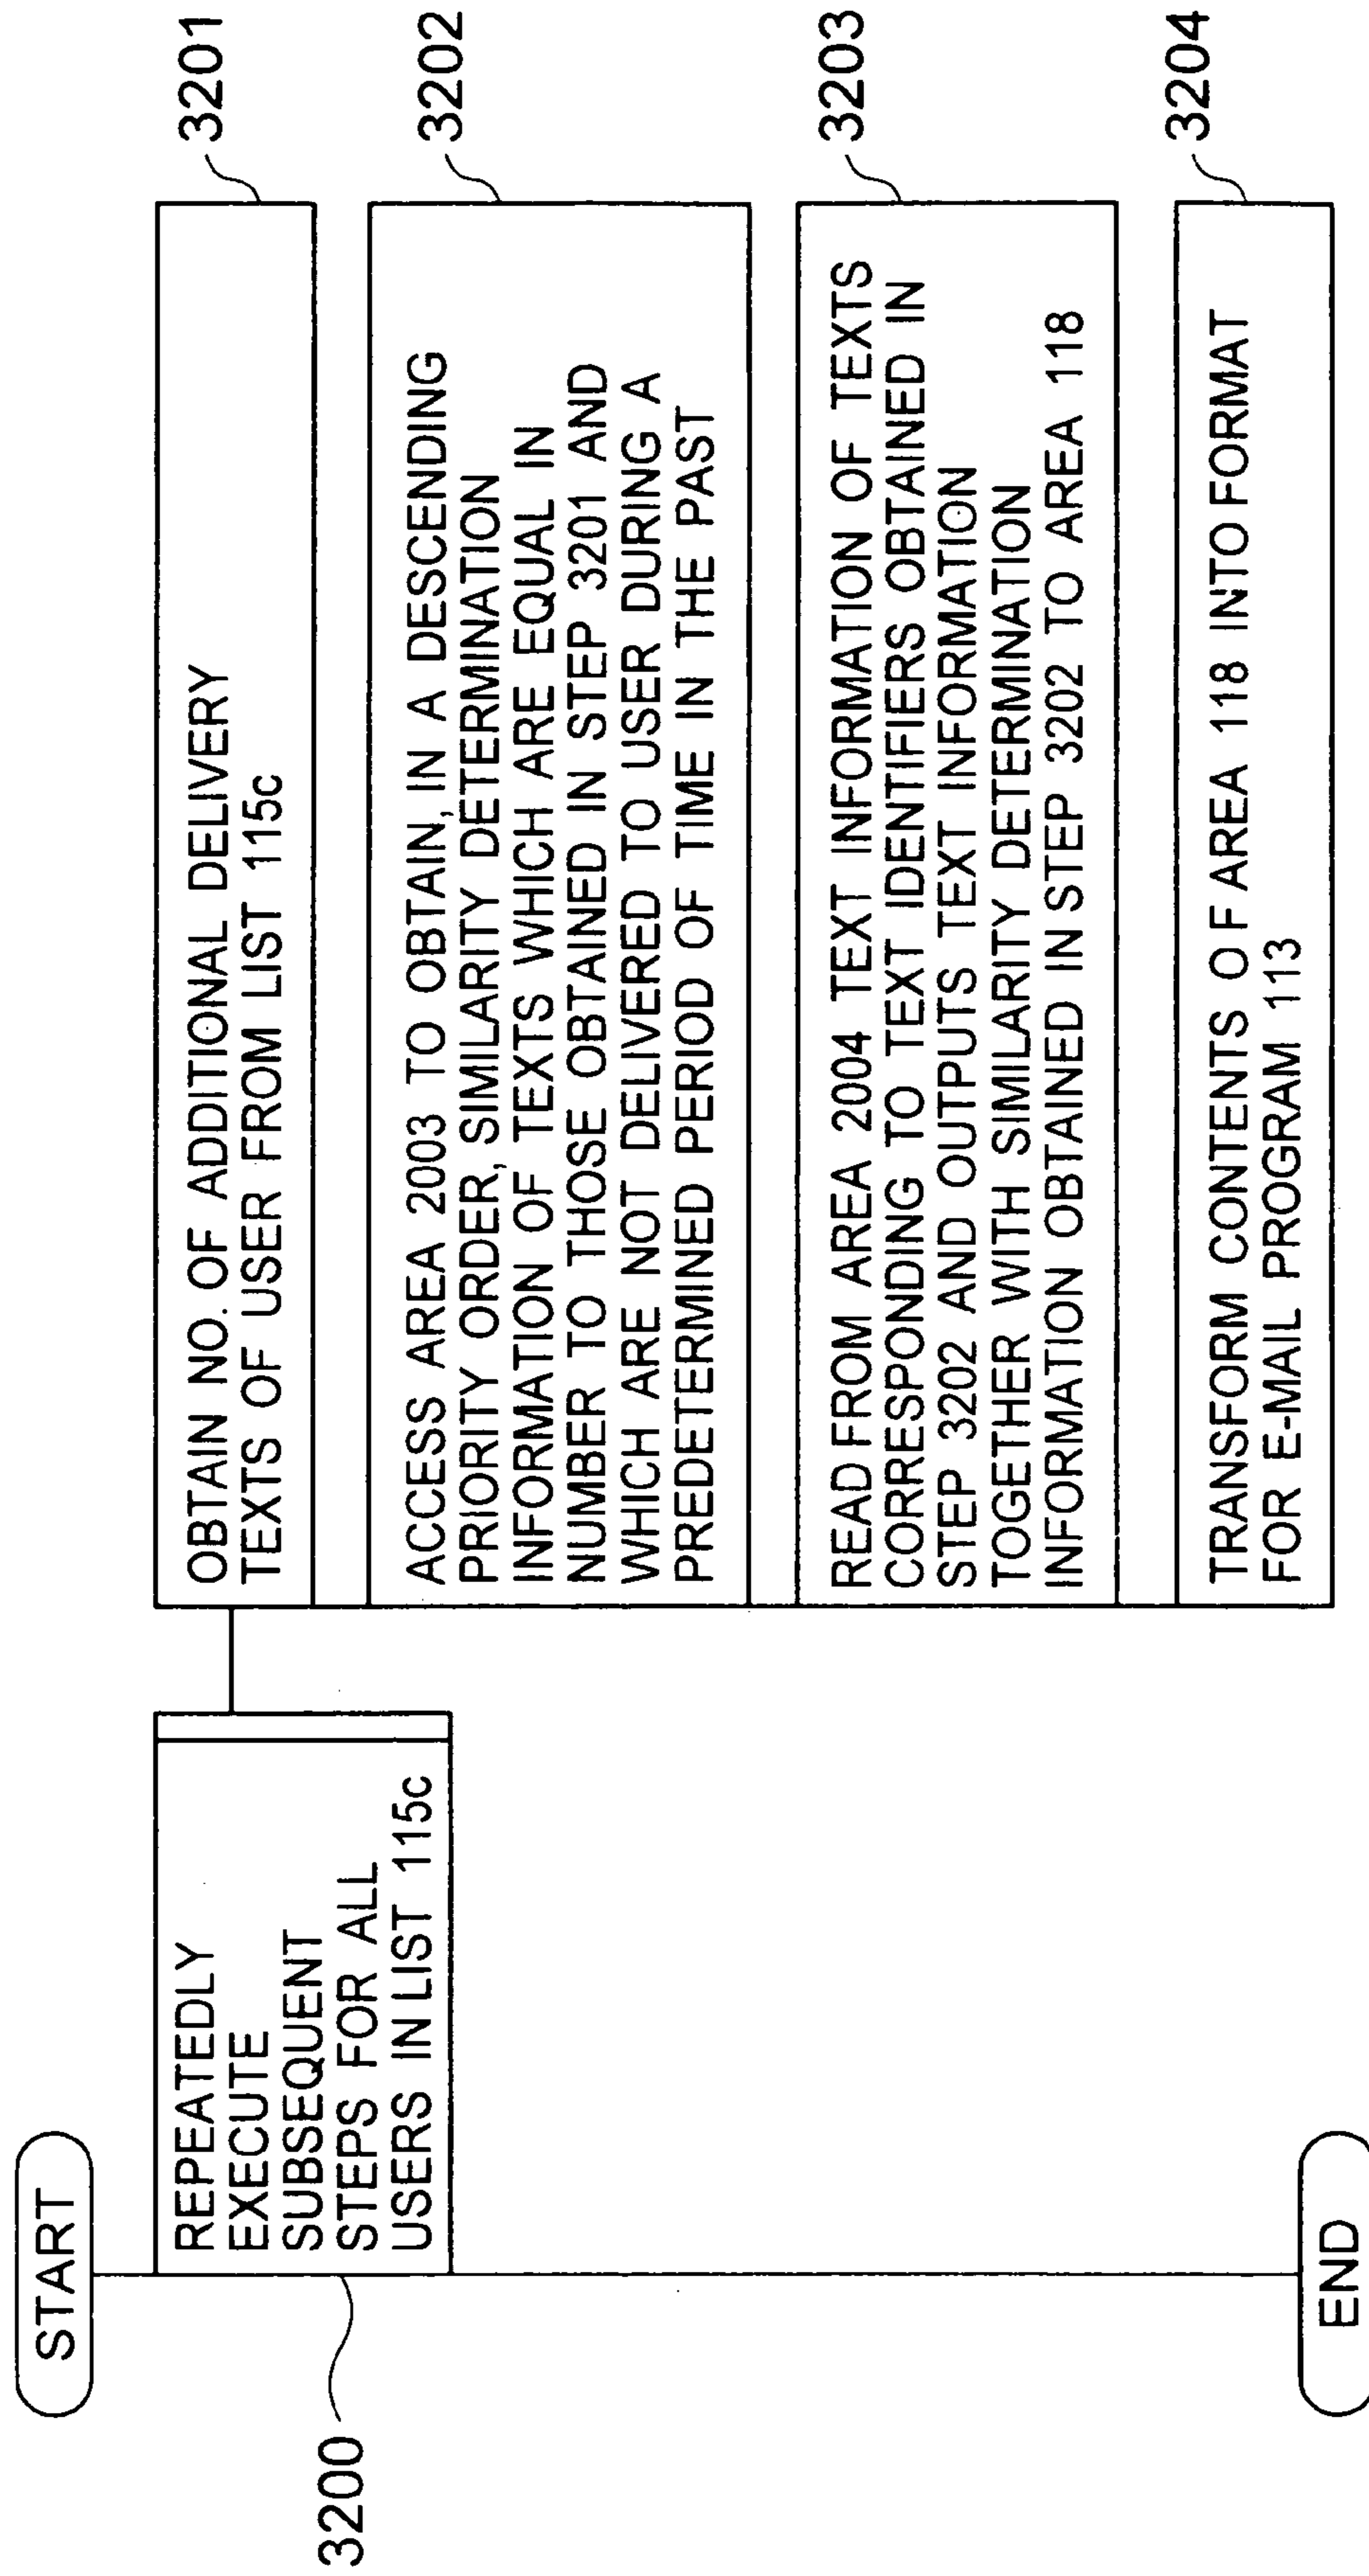 START
3200
REPEATEDLY
EXECUTE
SUBSEQUENT
STEPS FOR ALL
USERS IN LIST 115c
3201
OBTAIN NO. OF ADDITIONAL DELIVERY
TEXTS OF USER FROM LIST 115c
3202
ACCESS AREA 2003 TO OBTAIN, IN A DESCENDING
PRIORITY ORDER, SIMILARITY DETERMINATION
INFORMATION OF TEXTS WHICH ARE EQUAL IN
NUMBER TO THOSE OBTAINED IN STEP 3201 AND
WHICH ARE NOT DELIVERED TO USER DURING A
PREDETERMINED PERIOD OF TIME IN THE PAST
3203
READ FROM AREA 2004 TEXT INFORMATION OF TEXTS
CORRESPONDING TO TEXT IDENTIFIERS OBTAINED IN
STEP 3202 AND OUTPUTS TEXT INFORMATION
TOGETHER WITH SIMILARITY DETERMINATION
INFORMATION OBTAINED IN STEP 3202 TO AREA 118
3204
TRANSFORM CONTENTS OF AREA 118 INTO FORMAT
FOR E-MAIL PROGRAM 113
END